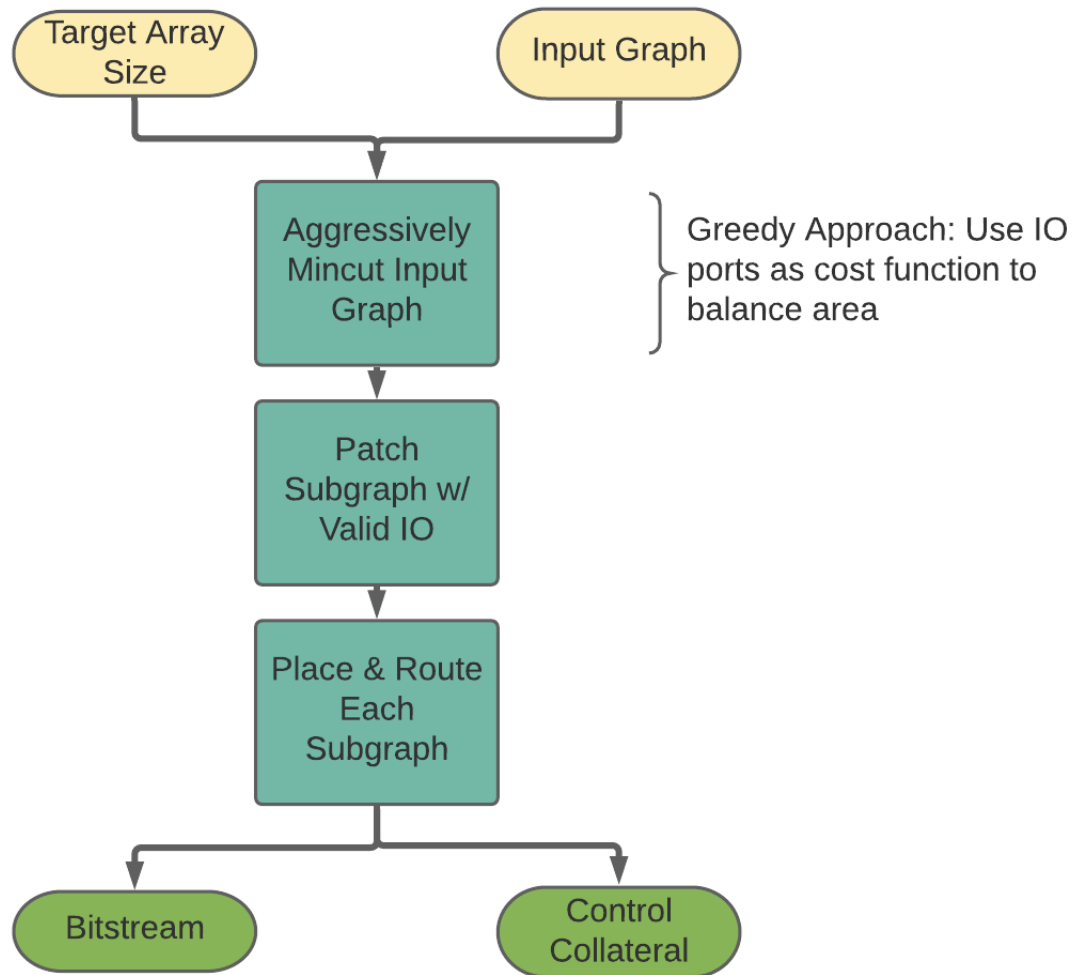 Target Array
Size
Input Graph
Aggressively
Mincut Input
Graph
Greedy Approach: Use IO
ports as cost function to
balance area
Patch
Subgraph w/
Valid IO
Place & Route
Each
Subgraph
Bitstream
Control
Collateral